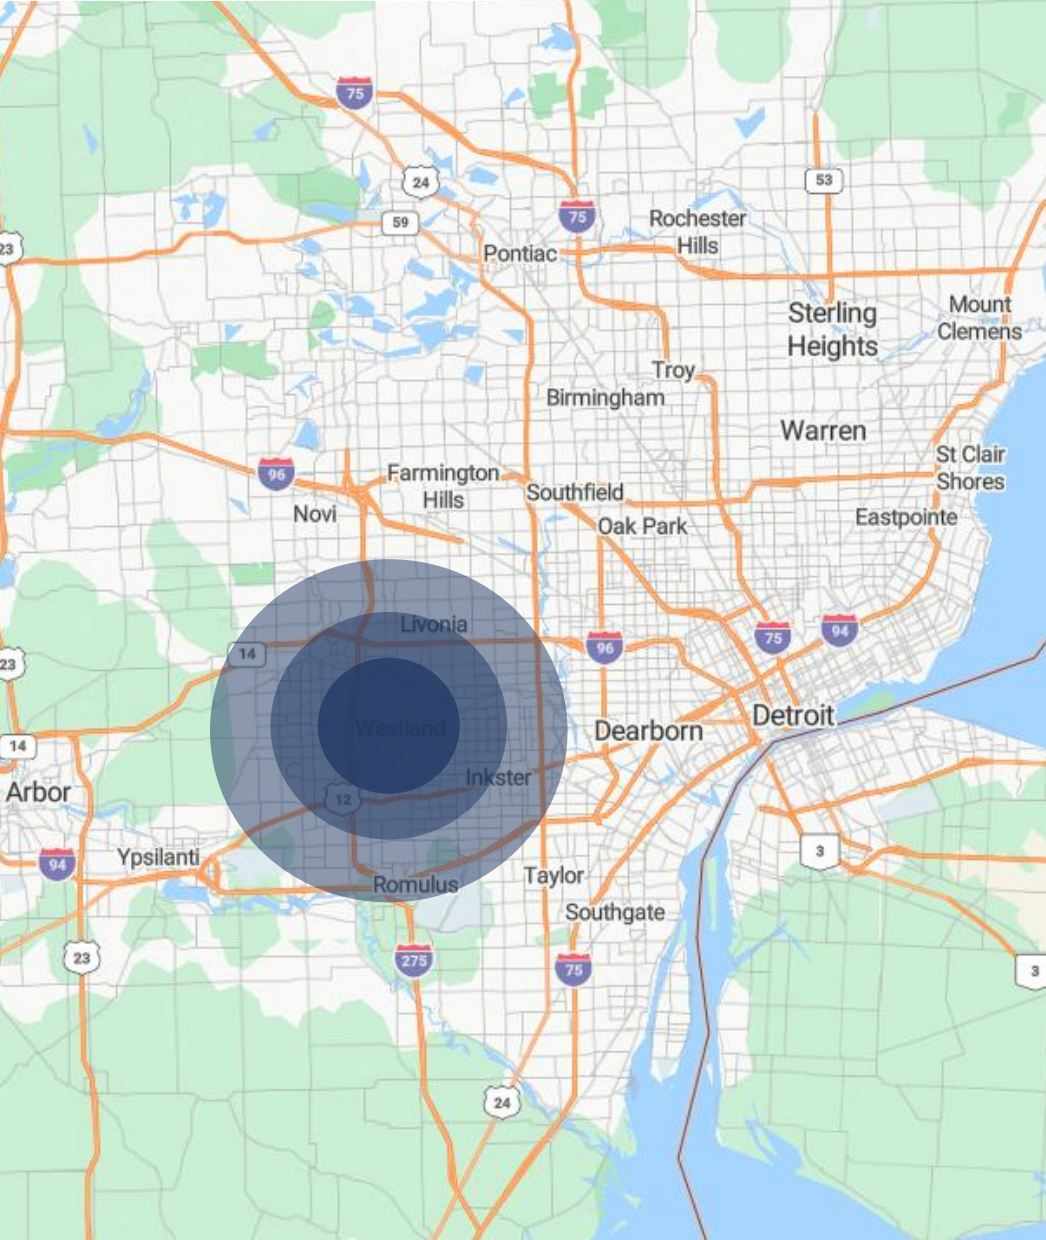 75
24
53
59
75
Rochester
Hills
23
Pontiac
Sterling
Heights
Mount
Clemens
Troy
Birmingham
Warren
96
Farmington
Hills
St Clair
Shores
Southfield
Novi
Oak Park
Eastpointe
Livonia
14
96
75
94
23
Westland
Dearborn
Detroit
14
Inkster
Arbor
12
94
Ypsilanti
3
Romulus
Taylor
Southgate
23
275
75
3
24